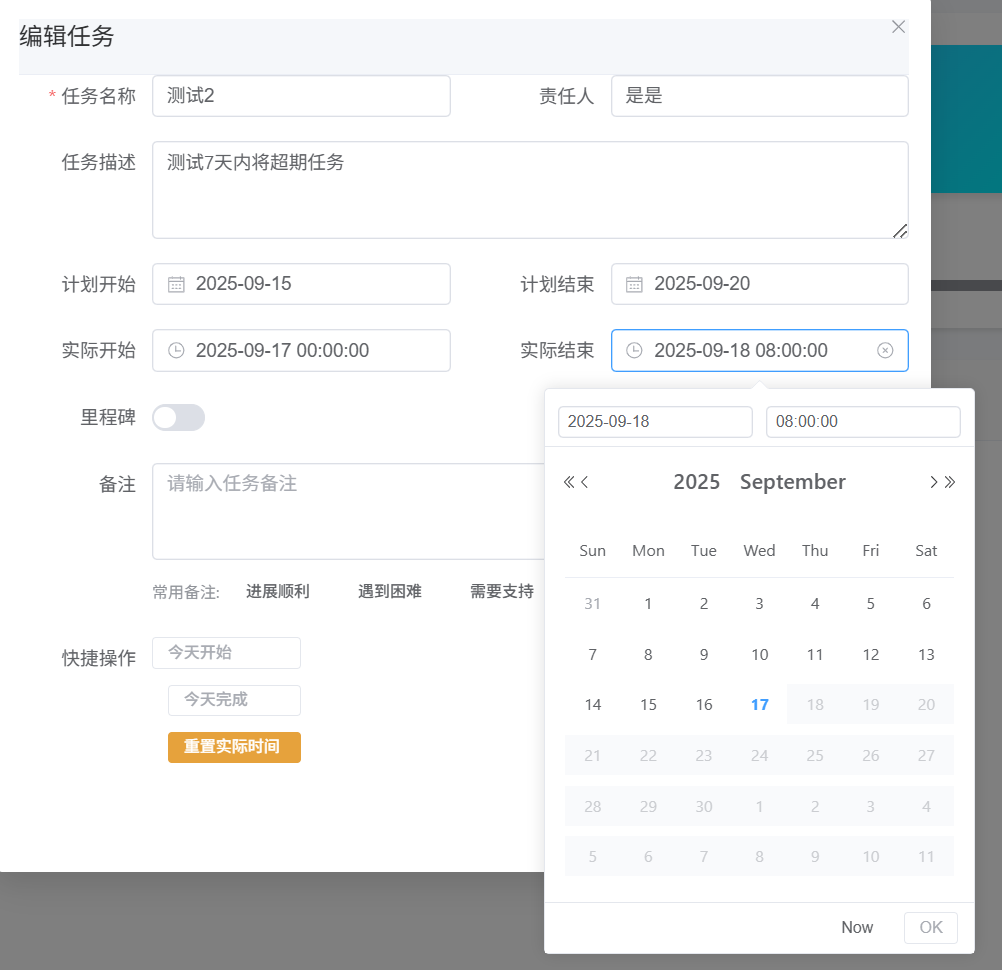 编辑任务
* 任务名称 测试2 责任人 是是
任务描述 测试7天内将超期任务
计划开始 2025-09-15 计划结束 2025-09-20
实际开始 2025-09-17 00:00:00 实际结束 2025-09-18 08:00:00
里程碑
备注 请输入任务备注
常用备注: 进展顺利 遇到困难 需要支持
快捷操作 今天开始
今天完成
重置实际时间
2025-09-18 08:00:00
2025 September
Sun Mon Tue Wed Thu Fri Sat
31 1 2 3 4 5 6
7 8 9 10 11 12 13
14 15 16 17 18 19 20
21 22 23 24 25 26 27
28 29 30 1 2 3 4
5 6 7 8 9 10 11
Now OK